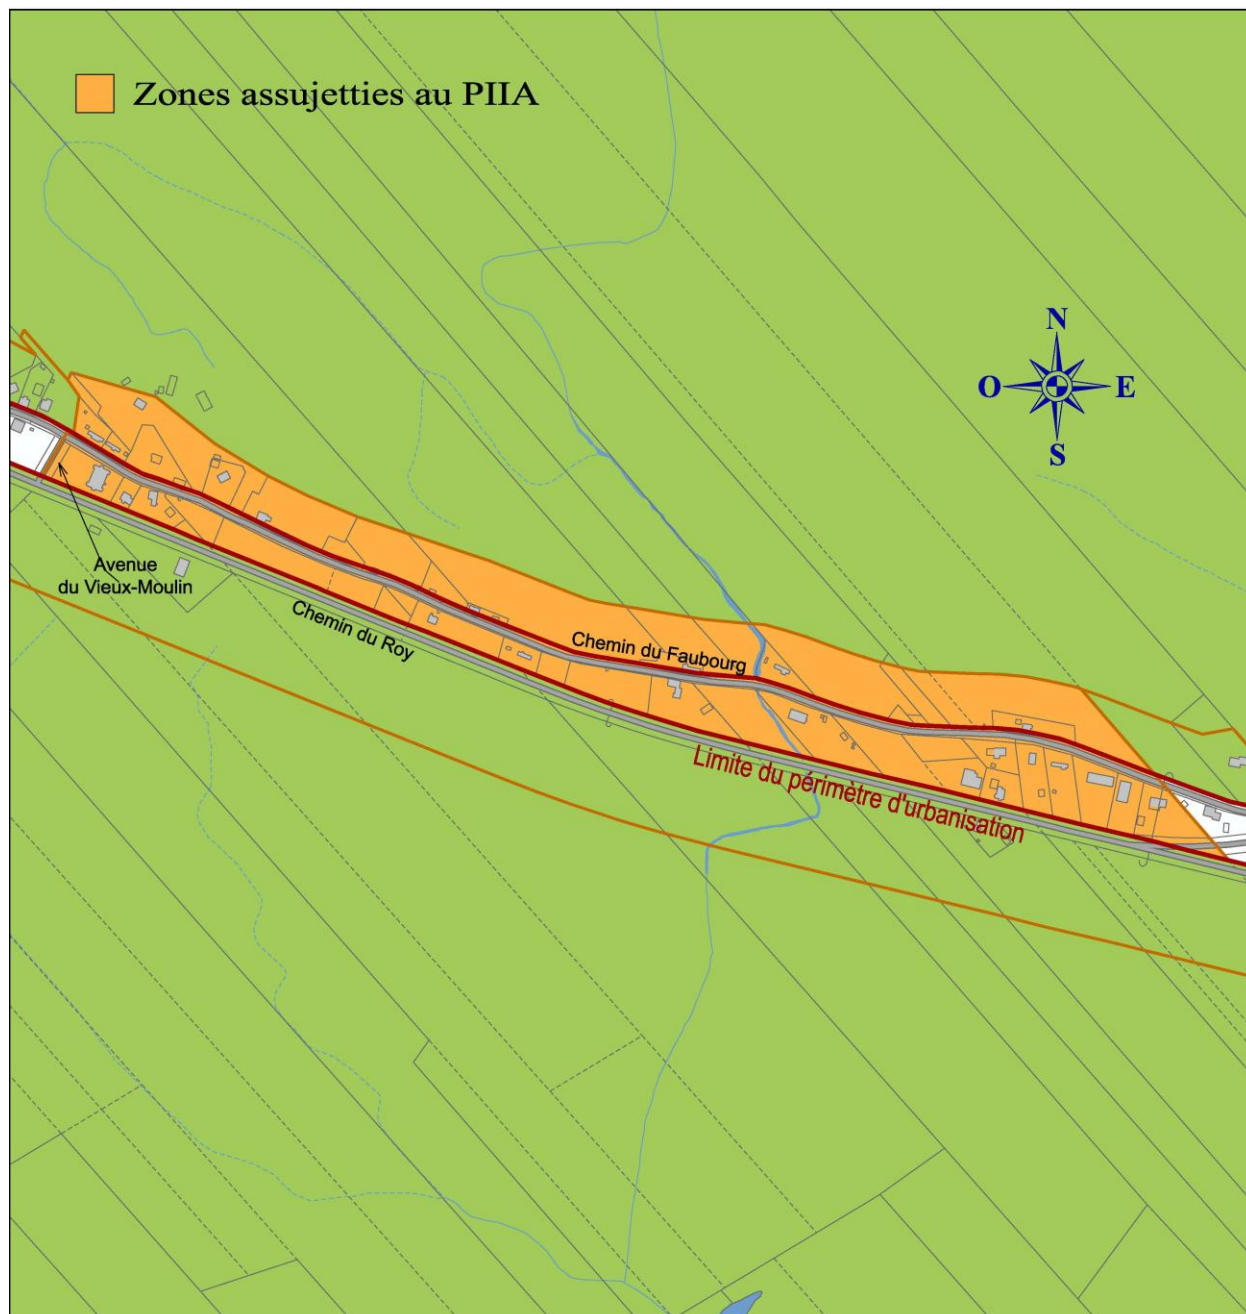 Zones assujetties au PIIA
N
O E
S
Avenue
du Vieux-Moulin
Chemin du Roy
Chemin du Faubourg
Limite du périmètre d'urbanisation